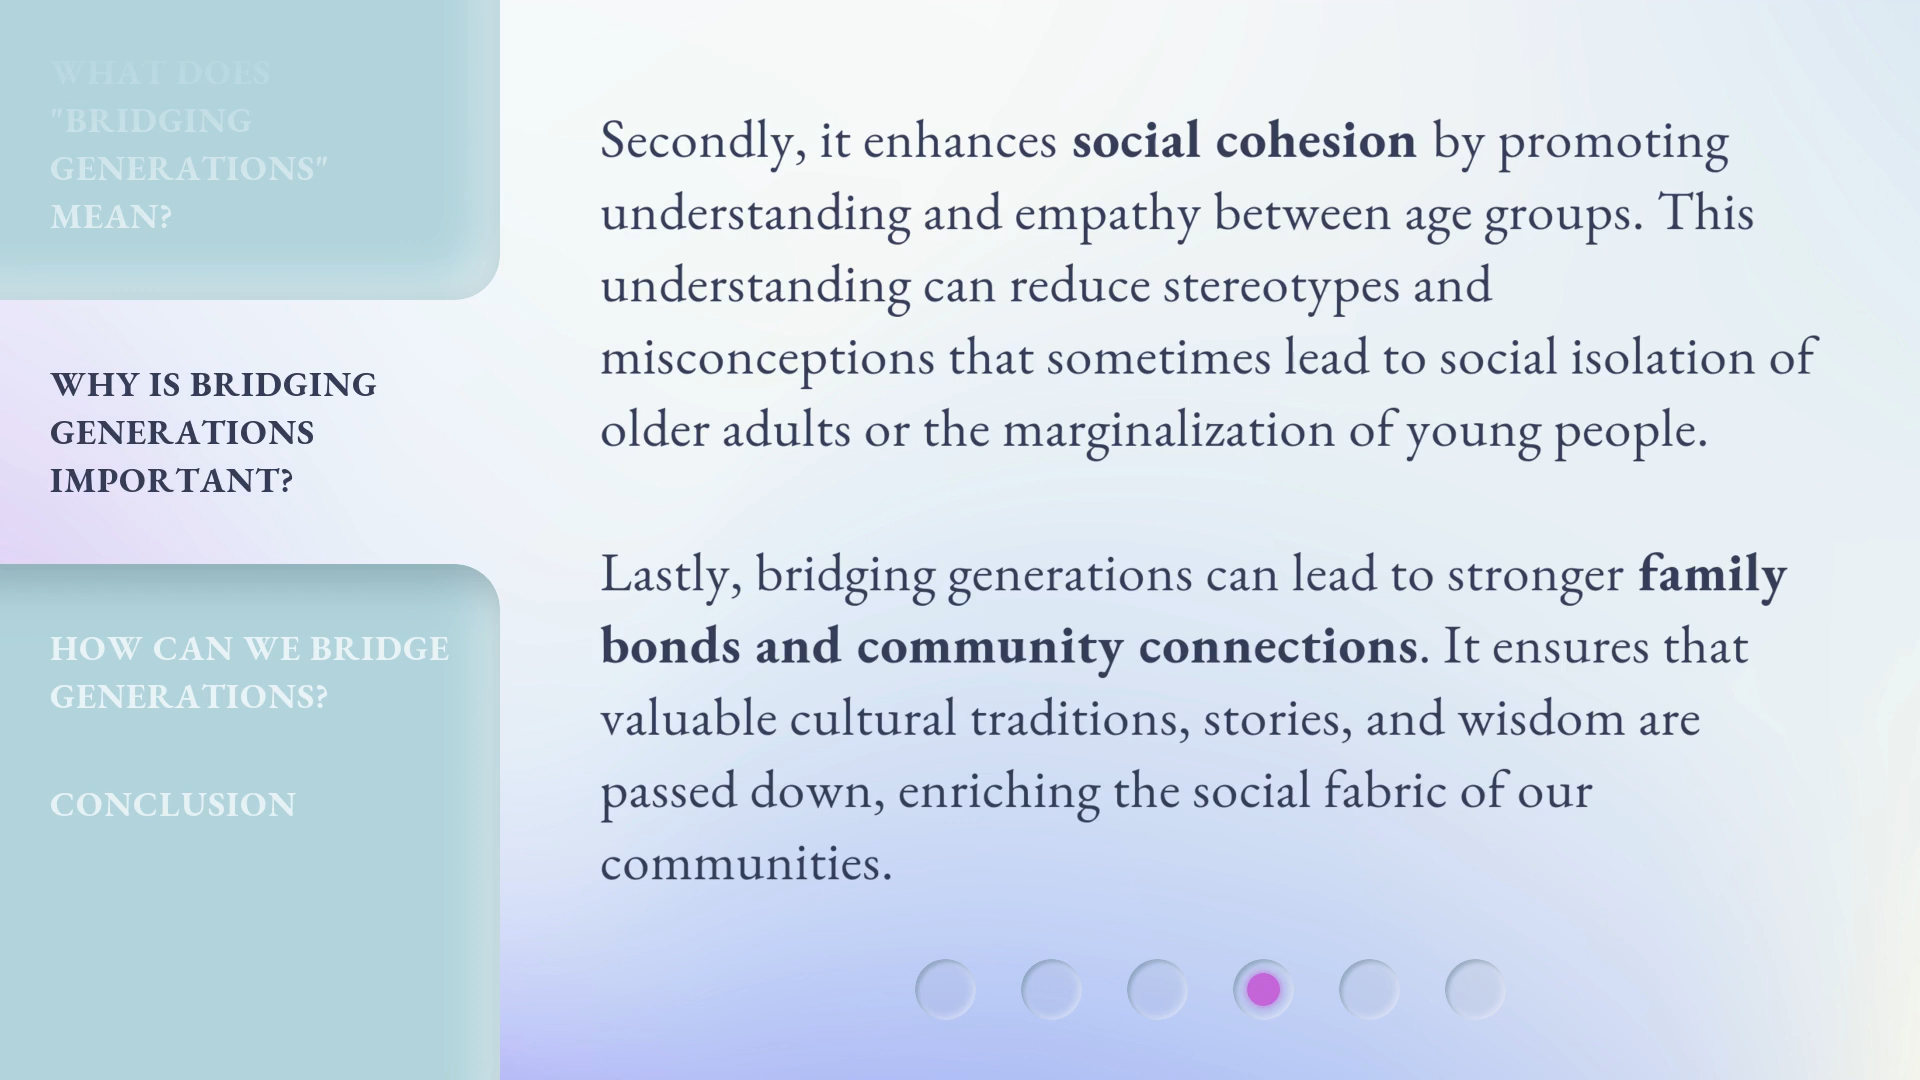 WHAT DOES
"BRIDGING
GENERATIONS"
MEAN?
WHY IS BRIDGING
GENERATIONS
IMPORTANT?
HOW CAN WE BRIDGE
GENERATIONS?
CONCLUSION
Secondly, it enhances social cohesion by promoting
understanding and empathy between age groups. This
understanding can reduce stereotypes and
misconceptions that sometimes lead to social isolation of
older adults or the marginalization of young people.
Lastly, bridging generations can lead to stronger family
bonds and community connections. It ensures that
valuable cultural traditions, stories, and wisdom are
passed down, enriching the social fabric of our
communities.